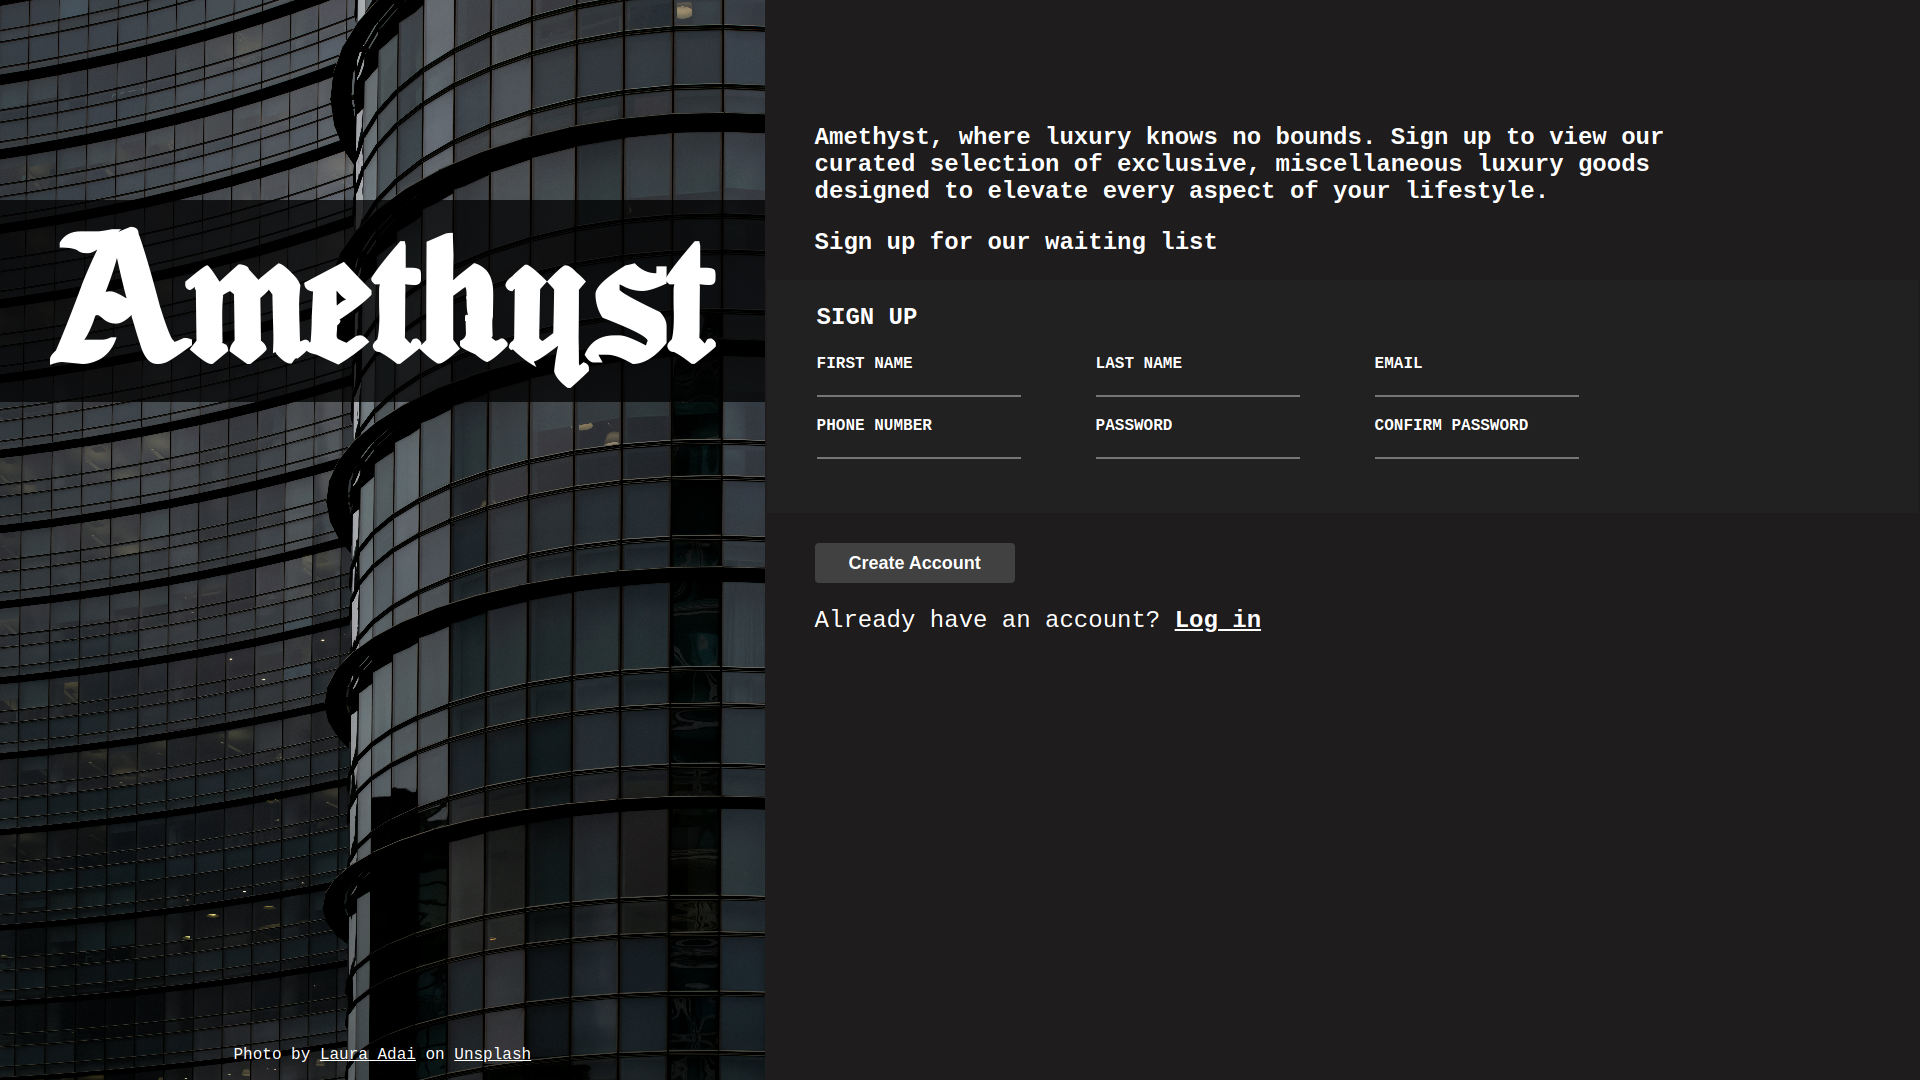 Amethyst
Photo by Laura Adai on Unsplash
Amethyst, where luxury knows no bounds. Sign up to view our
curated selection of exclusive, miscellaneous luxury goods
designed to elevate every aspect of your lifestyle.
Sign up for our waiting list
SIGN UP
FIRST NAME
LAST NAME
EMAIL
PHONE NUMBER
PASSWORD
CONFIRM PASSWORD
Create Account
Already have an account? Log in